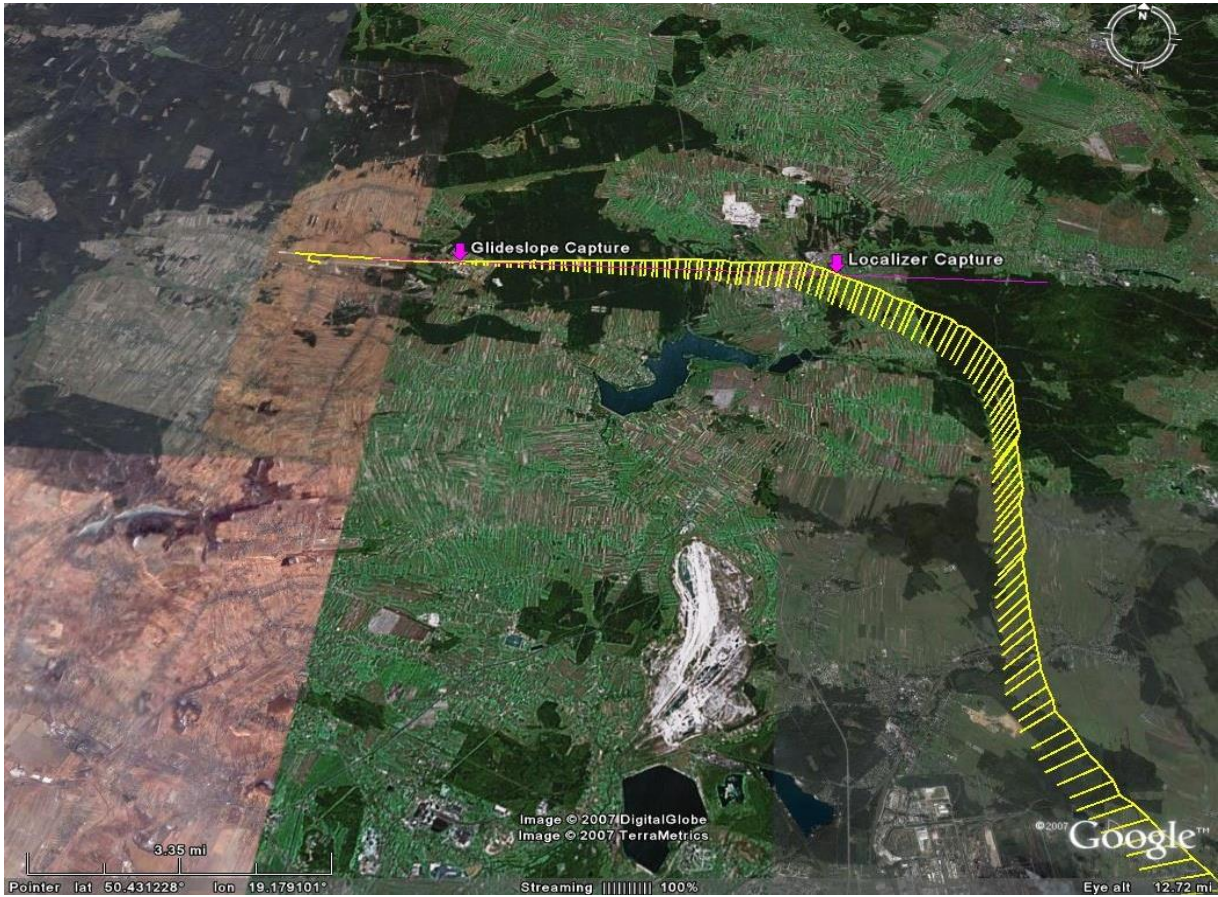 N
Glideslope Capture
Localizer Capture
Image © 2007 DigitalGlobe
Image © 2007 TerraMetrics
©2007 Google™
3.35 mi
Pointer lat 50.431228° lon 19.179101° Streaming |||||||||| 100% Eye alt 12.72 mi